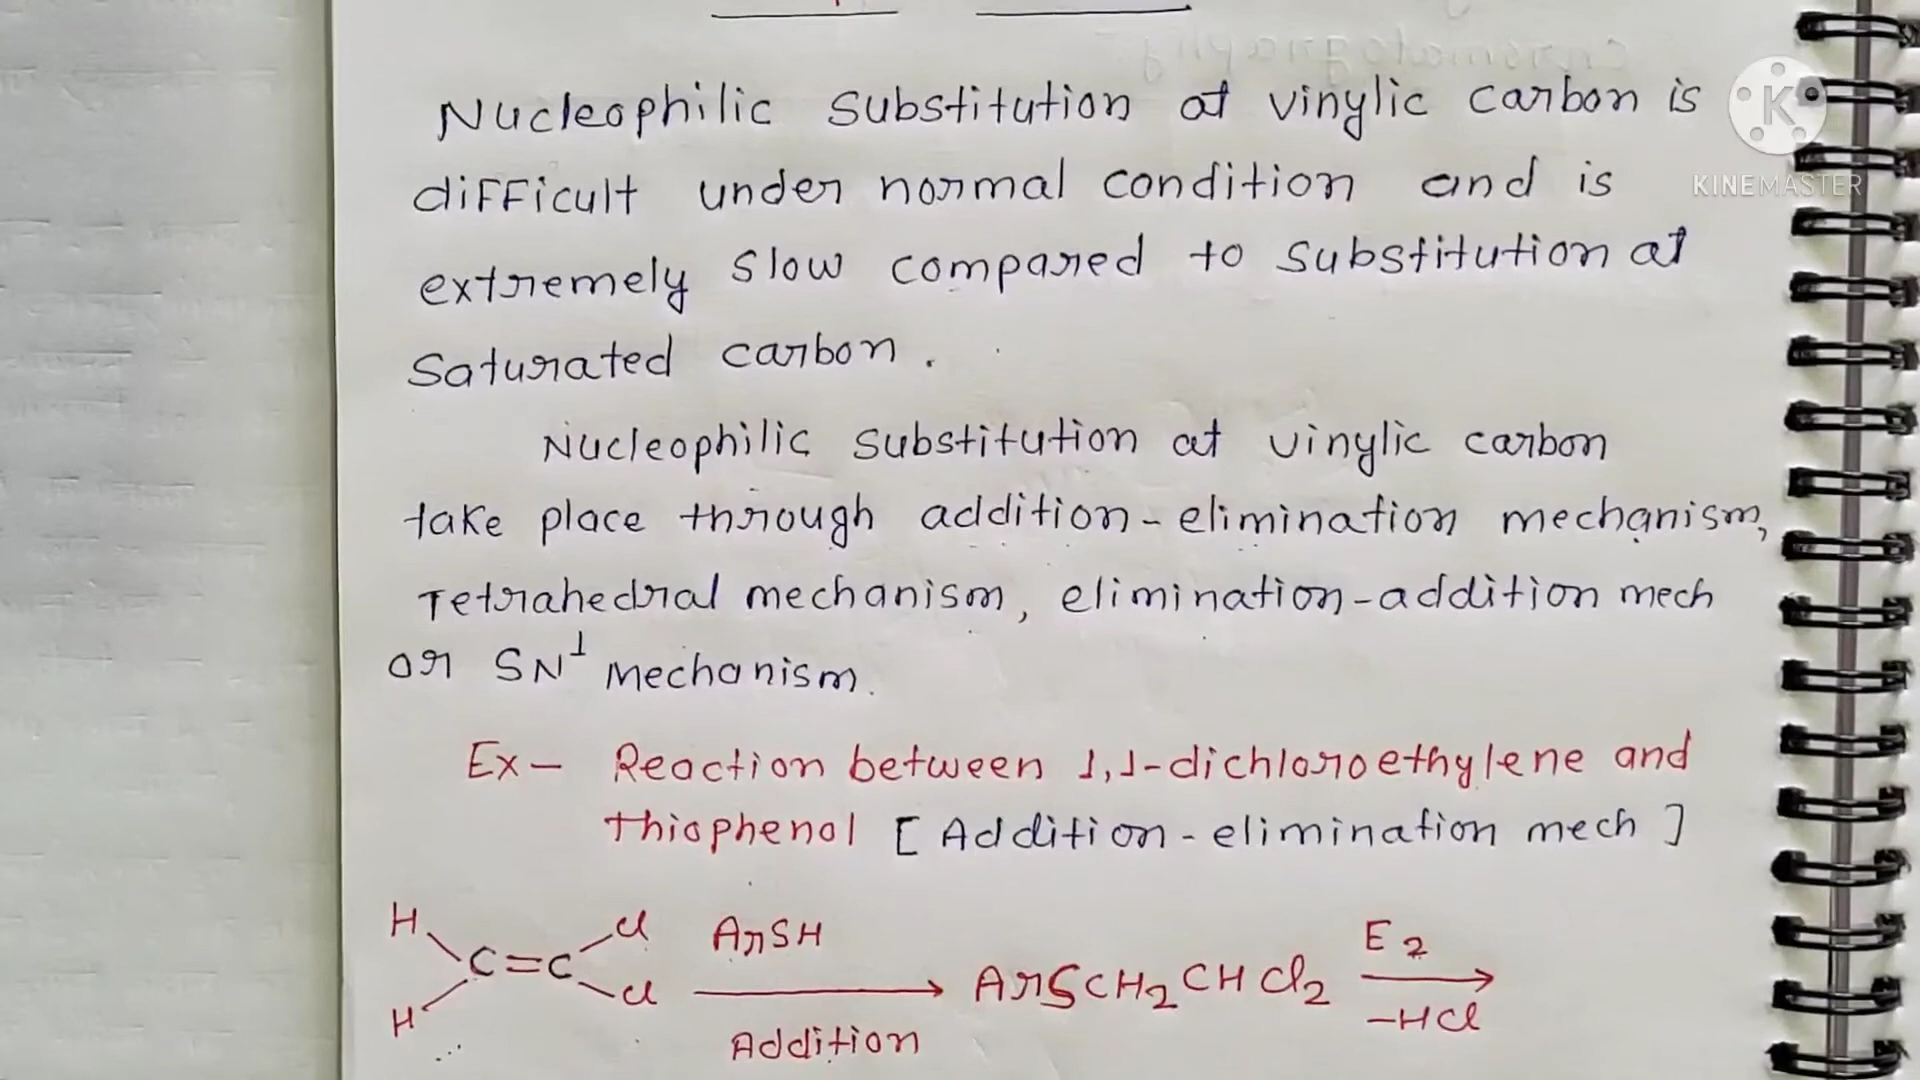 Nucleophilic substitution at vinylic carbon is
difficult under normal condition and is
extremely slow compared to substitution at
saturated carbon.
Nucleophilic substitution at vinylic carbon
take place through addition-elimination mechanism,
Tetrahedral mechanism, elimination-addition mech
or SN¹ mechanism.
Ex- Reaction between 1,1-dichloroethylene and
thiophenol [Addition-elimination mech]
H H C=C Cl Cl ArSH Addition ArSCH₂CHCl₂ E2 -HCl
K
KINEMASTER